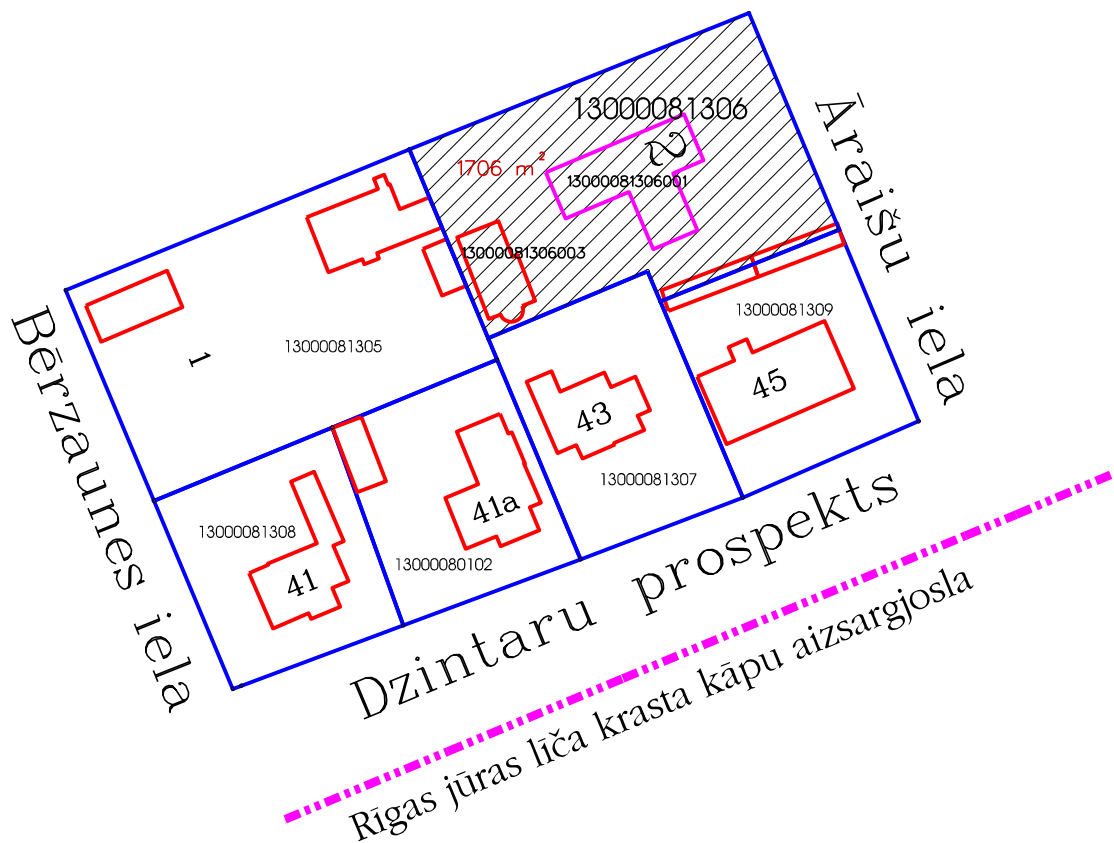 13000081306
2
1706 m²
13000081306001
13000081306003
Āraišu iela
13000081309
13000081305
1
45
43
13000081307
Bērzaunes iela
13000081308
41a
41
13000080102
Dzintaru prospekts
Rīgas jūras līča krasta kāpu aizsargjosla